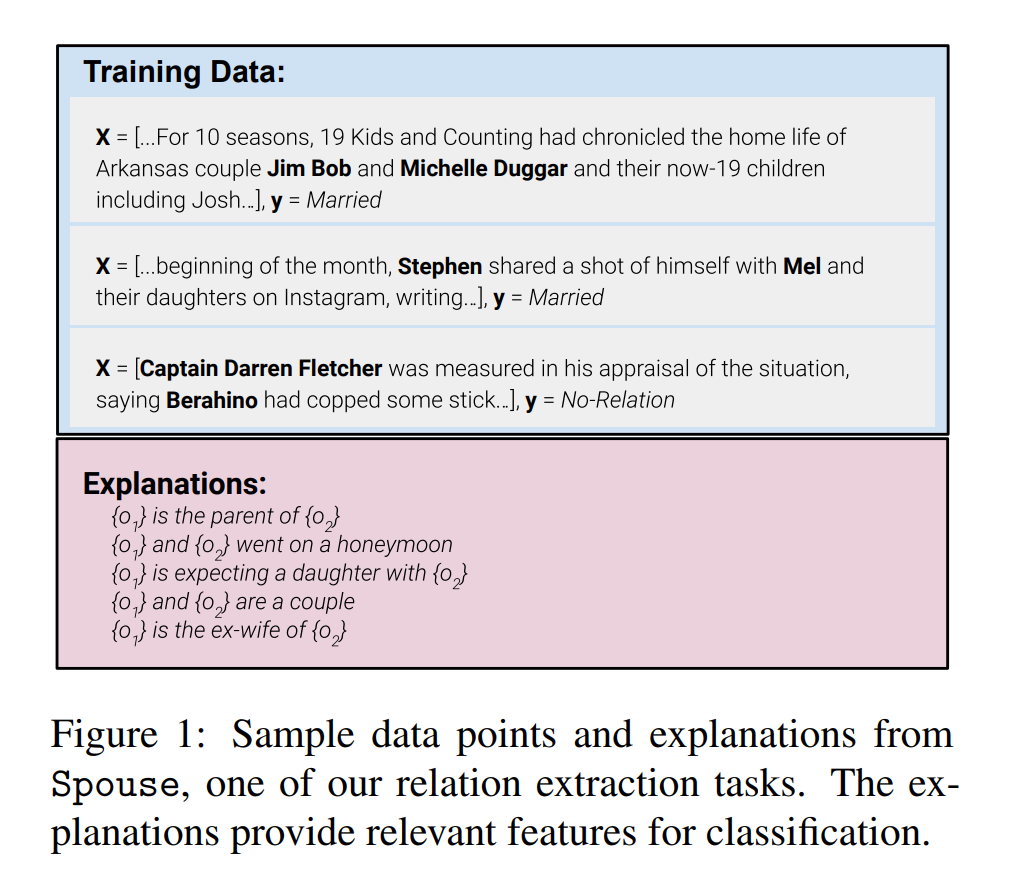 Training Data:
X = [...For 10 seasons, 19 Kids and Counting had chronicled the home life of
Arkansas couple Jim Bob and Michelle Duggar and their now-19 children
including Josh...], y = Married
X = [...beginning of the month, Stephen shared a shot of himself with Mel and
their daughters on Instagram, writing...], y = Married
X = [Captain Darren Fletcher was measured in his appraisal of the situation,
saying Berahino had copped some stick...], y = No-Relation
Explanations:
{o₁} is the parent of {o₂}
{o₁} and {o₂} went on a honeymoon
{o₁} is expecting a daughter with {o₂}
{o₁} and {o₂} are a couple
{o₁} is the ex-wife of {o₂}
Figure 1: Sample data points and explanations from
Spouse, one of our relation extraction tasks. The ex-
planations provide relevant features for classification.